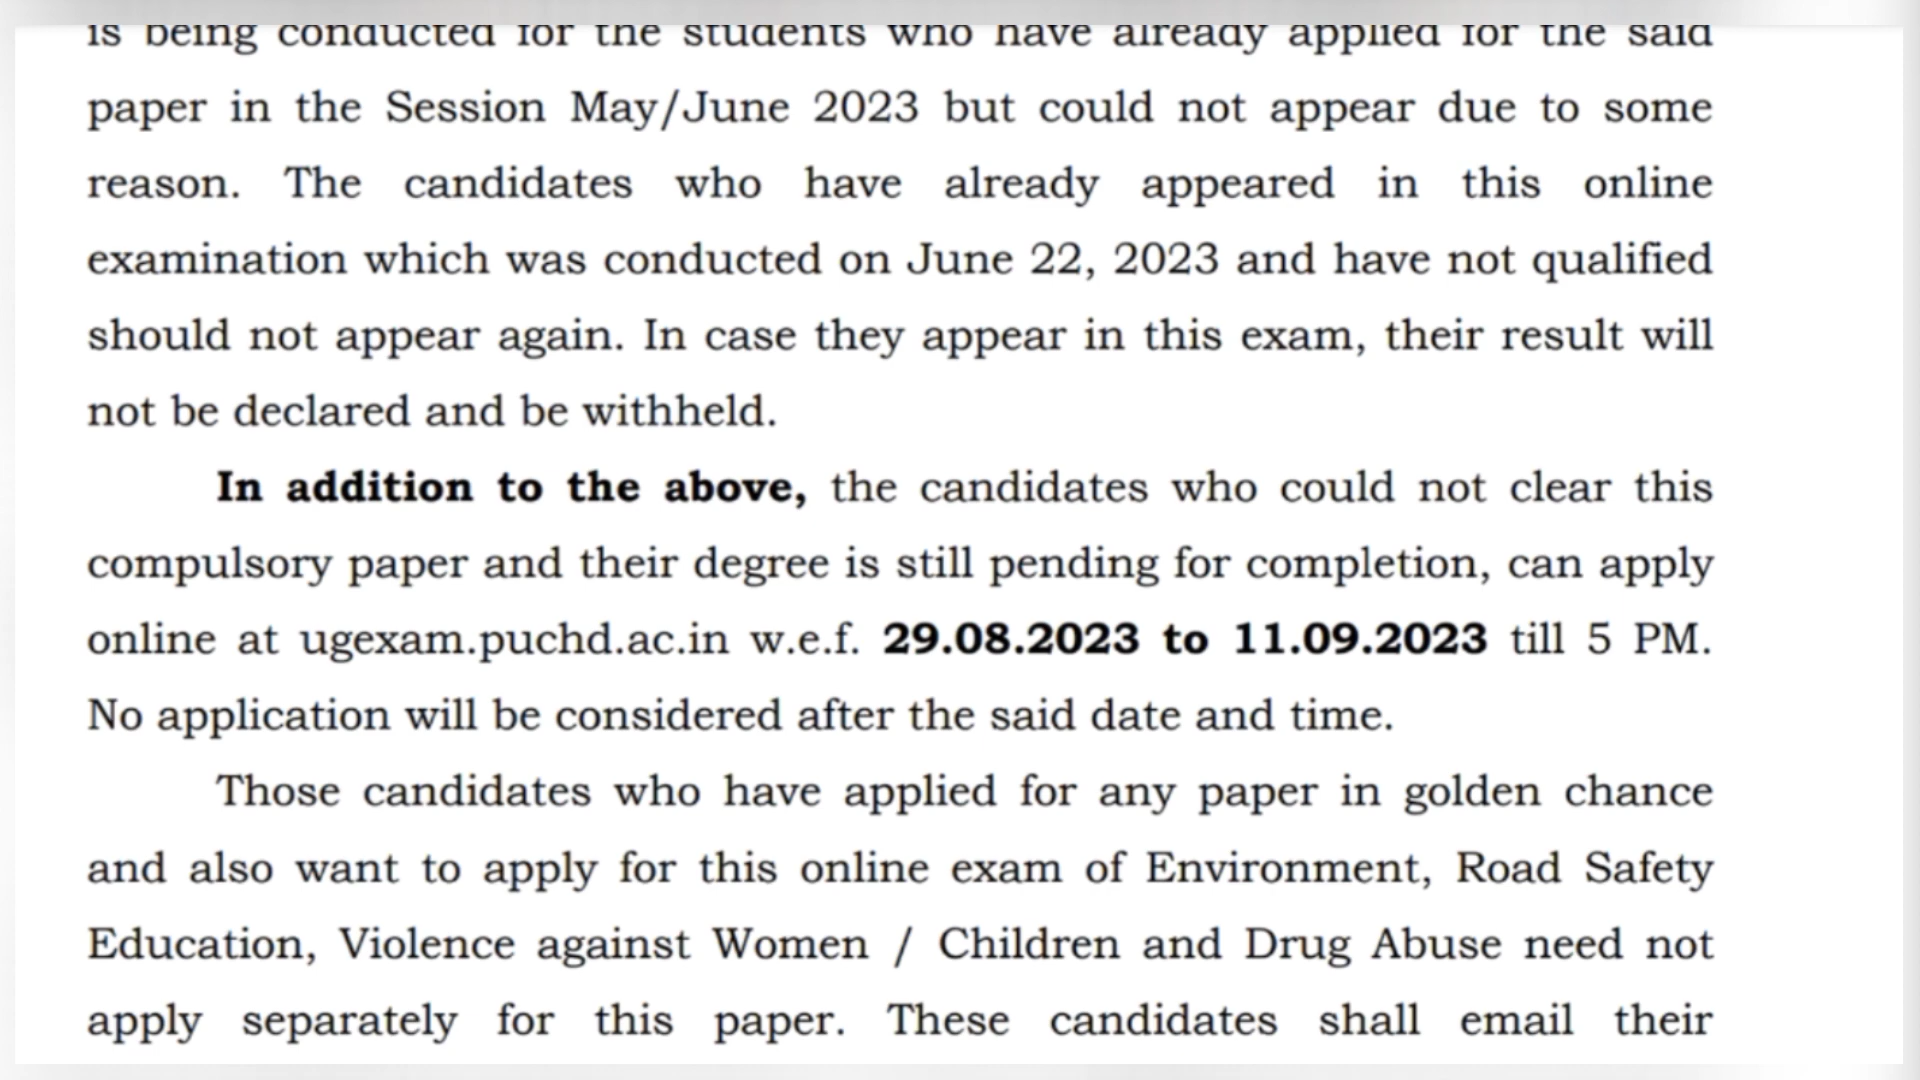 is being conducted for the students who have already applied for the said
paper in the Session May/June 2023 but could not appear due to some
reason. The candidates who have already appeared in this online
examination which was conducted on June 22, 2023 and have not qualified
should not appear again. In case they appear in this exam, their result will
not be declared and be withheld.
In addition to the above, the candidates who could not clear this
compulsory paper and their degree is still pending for completion, can apply
online at ugexam.puchd.ac.in w.e.f. 29.08.2023 to 11.09.2023 till 5 PM.
No application will be considered after the said date and time.
Those candidates who have applied for any paper in golden chance
and also want to apply for this online exam of Environment, Road Safety
Education, Violence against Women / Children and Drug Abuse need not
apply separately for this paper. These candidates shall email their